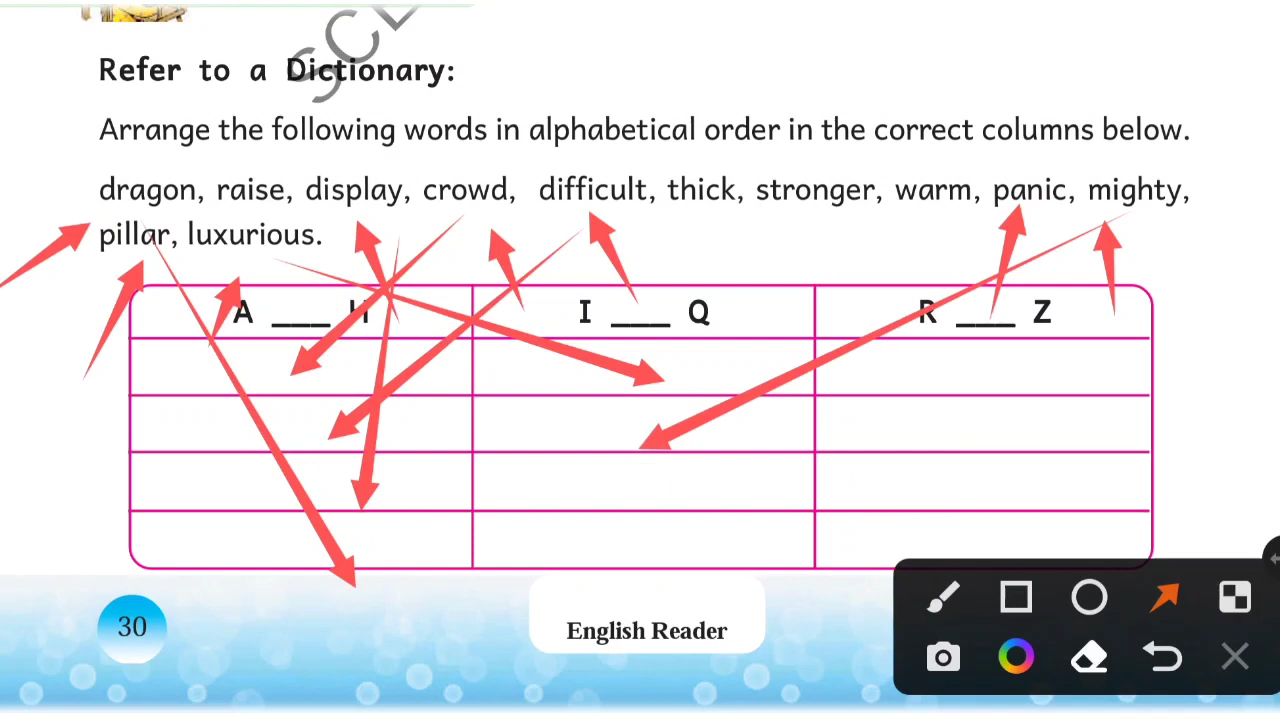 SCE
Refer to a Dictionary:
Arrange the following words in alphabetical order in the correct columns below.
dragon, raise, display, crowd, difficult, thick, stronger, warm, panic, mighty,
pillar, luxurious.
A ___ H I ___ Q R ___ Z
30
English Reader